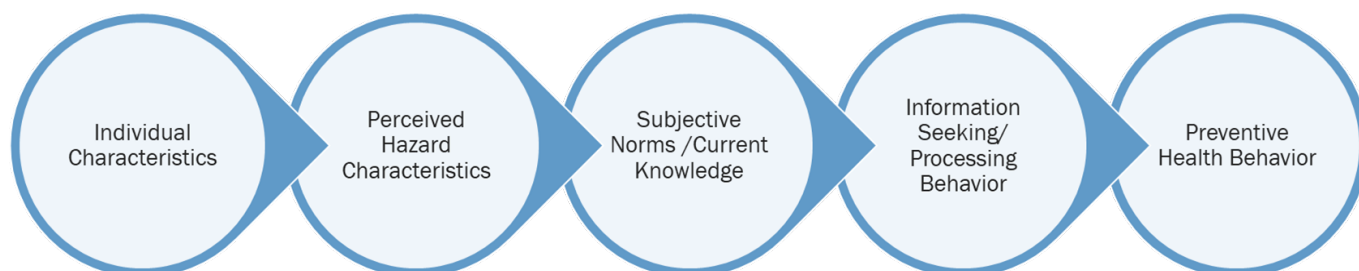 Individual
Characteristics
Perceived
Hazard
Characteristics
Subjective
Norms /Current
Knowledge
Information
Seeking/
Processing
Behavior
Preventive
Health Behavior